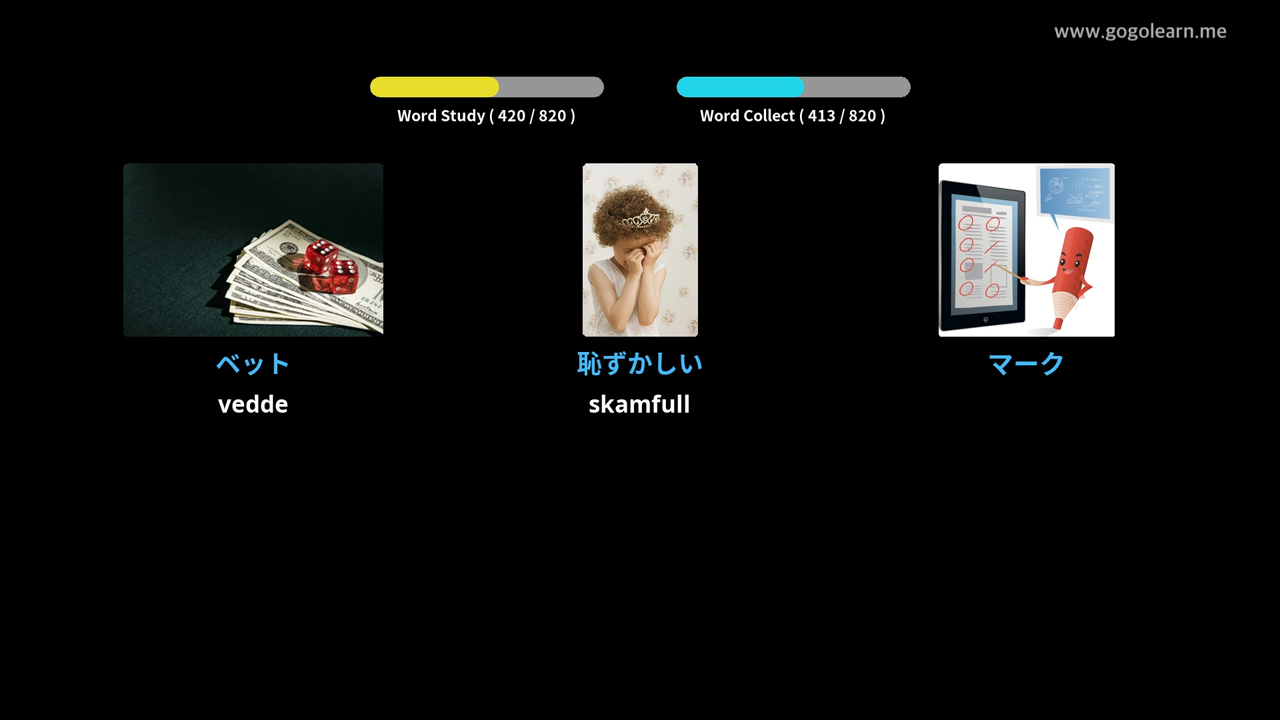 www.gogolearn.me
Word Study ( 420 / 820 )
Word Collect ( 413 / 820 )
ベット
恥ずかしい
マーク
vedde
skamfull